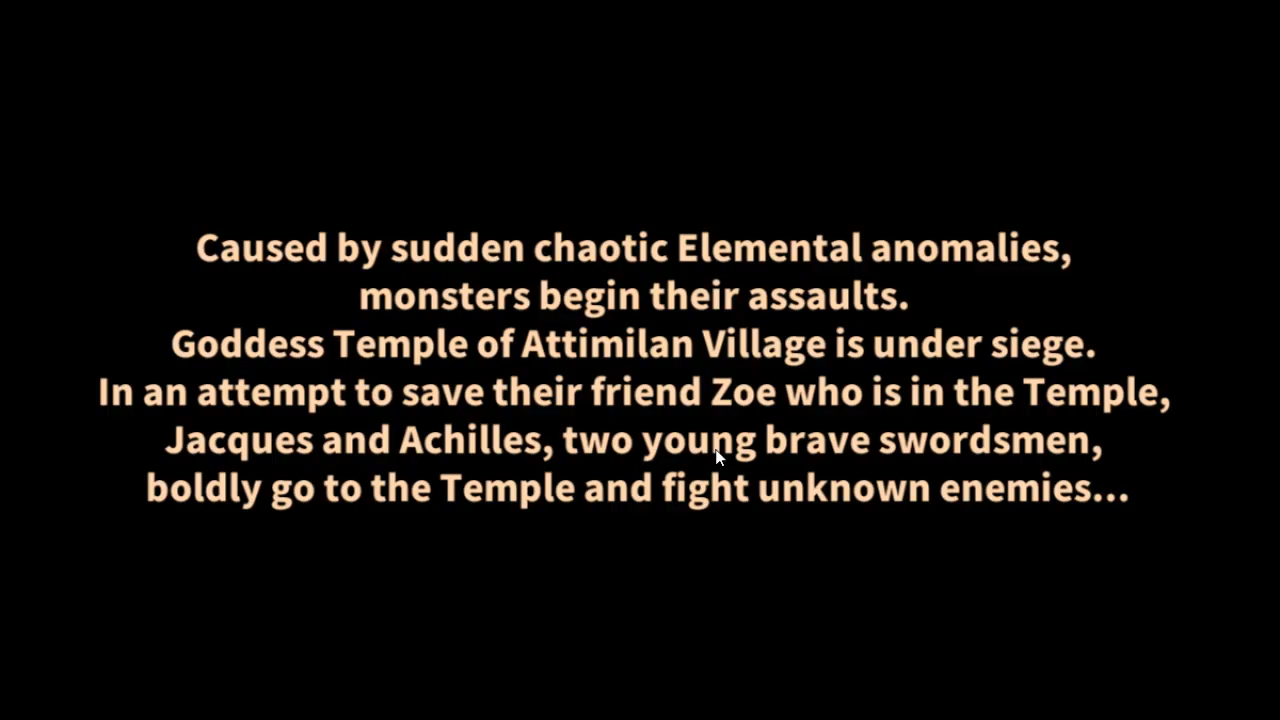 Caused by sudden chaotic Elemental anomalies,
monsters begin their assaults.
Goddess Temple of Attimilan Village is under siege.
In an attempt to save their friend Zoe who is in the Temple,
Jacques and Achilles, two young brave swordsmen,
boldly go to the Temple and fight unknown enemies...